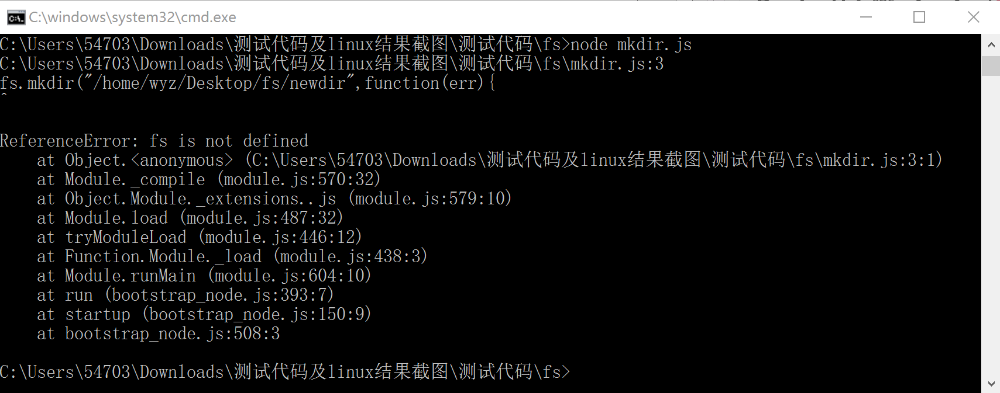 C:\windows\system32\cmd.exe
C:\Users\54703\Downloads\测试代码及linux结果截图\测试代码\fs>node mkdir.js
C:\Users\54703\Downloads\测试代码及linux结果截图\测试代码\fs\mkdir.js:3
fs.mkdir("/home/wyz/Desktop/fs/newdir",function(err){
^
ReferenceError: fs is not defined
    at Object.<anonymous> (C:\Users\54703\Downloads\测试代码及linux结果截图\测试代码\fs\mkdir.js:3:1)
    at Module._compile (module.js:570:32)
    at Object.Module._extensions..js (module.js:579:10)
    at Module.load (module.js:487:32)
    at tryModuleLoad (module.js:446:12)
    at Function.Module._load (module.js:438:3)
    at Module.runMain (module.js:604:10)
    at run (bootstrap_node.js:393:7)
    at startup (bootstrap_node.js:150:9)
    at bootstrap_node.js:508:3
C:\Users\54703\Downloads\测试代码及linux结果截图\测试代码\fs>